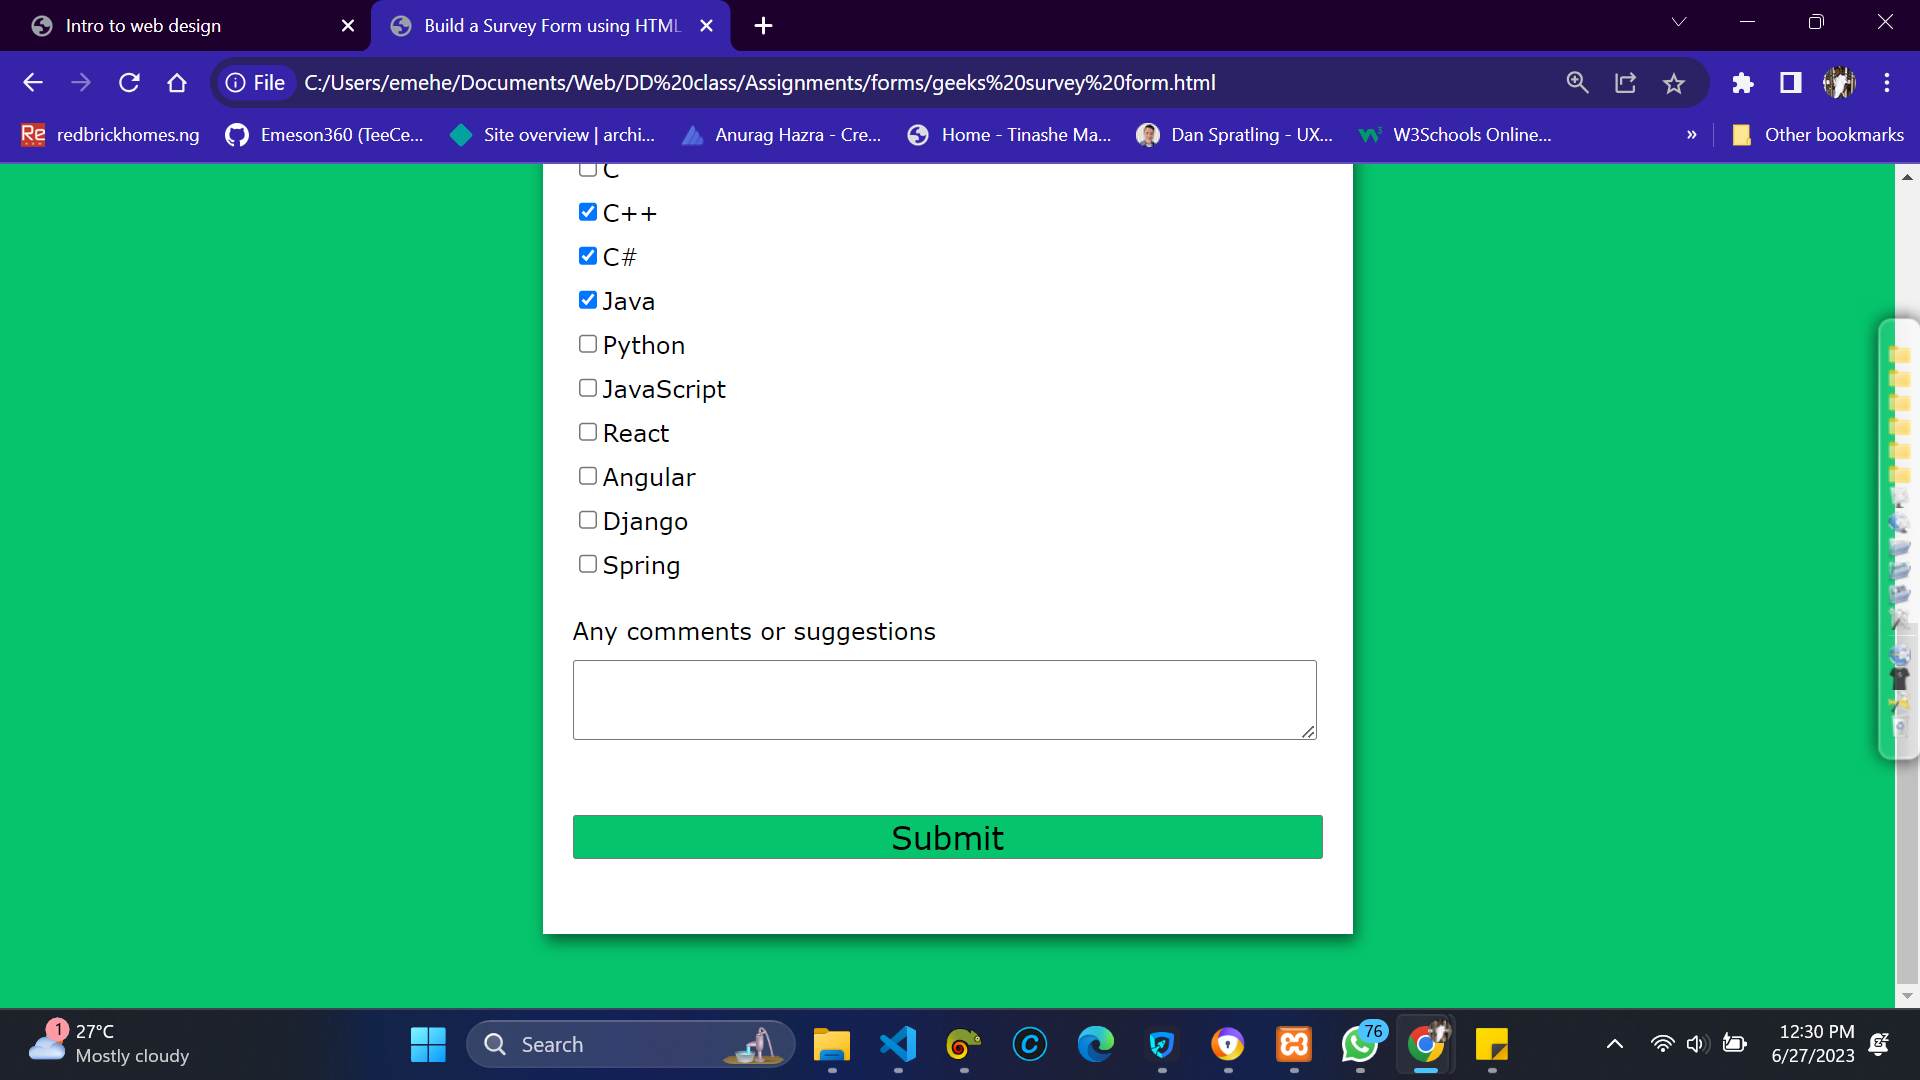 Intro to web design
Build a Survey Form using HTML
File
C:/Users/emehe/Documents/Web/DD%20class/Assignments/forms/geeks%20survey%20form.html
Re redbrickhomes.ng
Emeson360 (TeeCe...
Site overview | archi...
Anurag Hazra - Cre...
Home - Tinashe Ma...
Dan Spratling - UX...
W3Schools Online...
»
Other bookmarks
C
C++
C#
Java
Python
JavaScript
React
Angular
Django
Spring
Any comments or suggestions
Submit
1
27°C
Mostly cloudy
Search
76
12:30 PM
6/27/2023